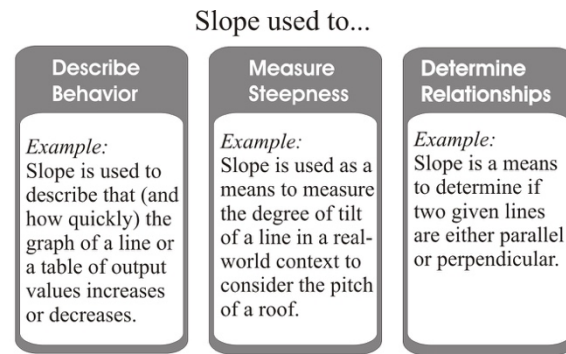 Slope used to...
Describe
Behavior
Example:
Slope is used to
describe that (and
how quickly) the
graph of a line or
a table of output
values increases
or decreases.
Measure
Steepness
Example:
Slope is used as a
means to measure
the degree of tilt
of a line in a real-
world context to
consider the pitch
of a roof.
Determine
Relationships
Example:
Slope is a means
to determine if
two given lines
are either parallel
or perpendicular.